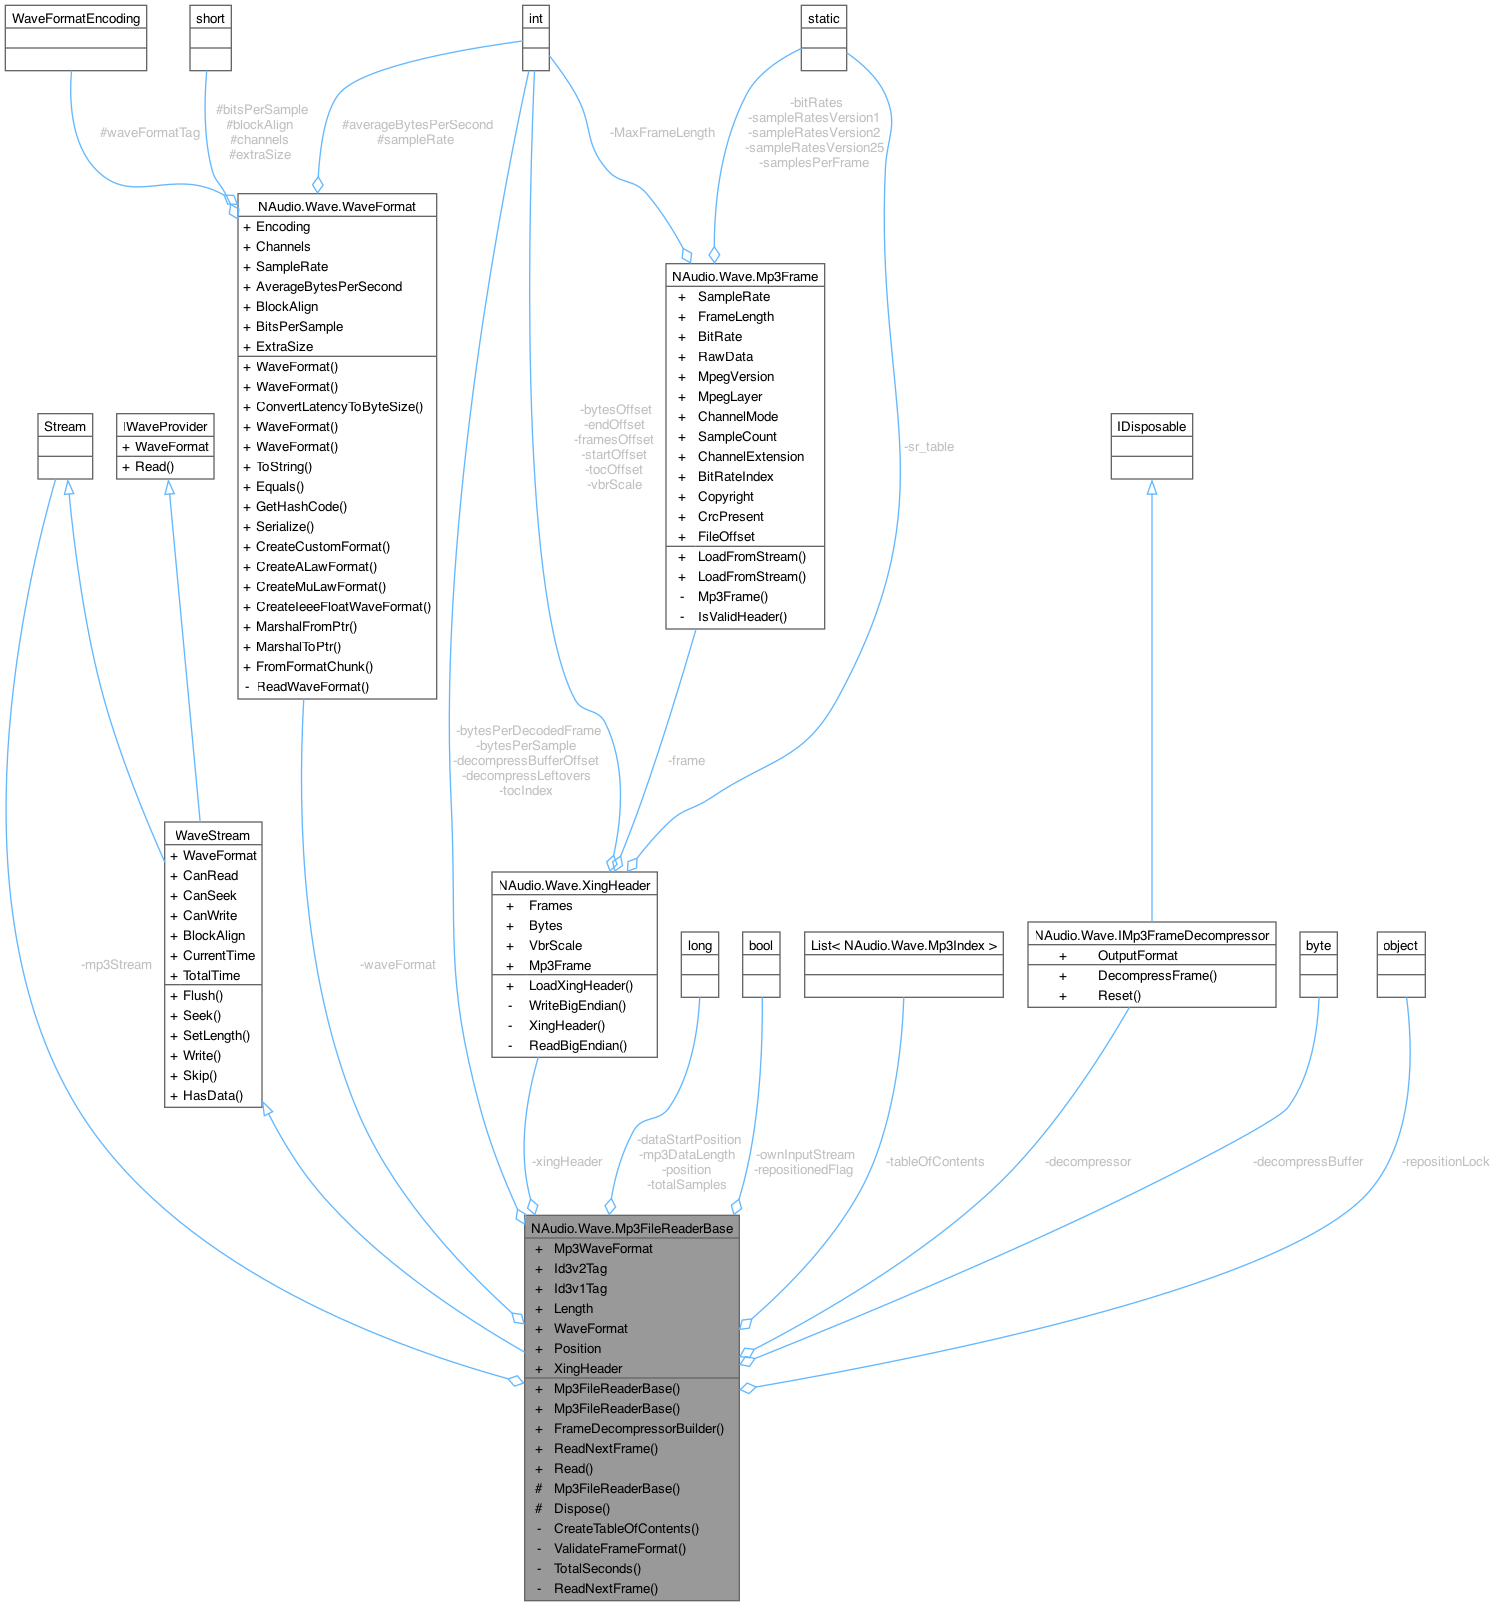 WaveFormatEncoding
short
int
static
#waveFormatTag
#bitsPerSample
#blockAlign
#channels
#extraSize
#averageBytesPerSecond
#sampleRate
-MaxFrameLength
-bitRates
-sampleRatesVersion1
-sampleRatesVersion2
-sampleRatesVersion25
-samplesPerFrame
NAudio.Wave.WaveFormat
+ Encoding
+ Channels
+ SampleRate
+ AverageBytesPerSecond
+ BlockAlign
+ BitsPerSample
+ ExtraSize
+ WaveFormat()
+ WaveFormat()
+ ConvertLatencyToByteSize()
+ WaveFormat()
+ WaveFormat()
+ ToString()
+ Equals()
+ GetHashCode()
+ Serialize()
+ CreateCustomFormat()
+ CreateALawFormat()
+ CreateMuLawFormat()
+ CreateIeeeFloatWaveFormat()
+ MarshalFromPtr()
+ MarshalToPtr()
+ FromFormatChunk()
- ReadWaveFormat()
NAudio.Wave.Mp3Frame
+ SampleRate
+ FrameLength
+ BitRate
+ RawData
+ MpegVersion
+ MpegLayer
+ ChannelMode
+ SampleCount
+ ChannelExtension
+ BitRateIndex
+ Copyright
+ CrcPresent
+ FileOffset
+ LoadFromStream()
+ LoadFromStream()
- Mp3Frame()
- IsValidHeader()
Stream
IWaveProvider
+ WaveFormat
+ Read()
-bytesOffset
-endOffset
-framesOffset
-startOffset
-tocOffset
-vbrScale
-sr_table
IDisposable
-bytesPerDecodedFrame
-bytesPerSample
-decompressBufferOffset
-decompressLeftovers
-tocIndex
-frame
WaveStream
+ WaveFormat
+ CanRead
+ CanSeek
+ CanWrite
+ BlockAlign
+ CurrentTime
+ TotalTime
+ Flush()
+ Seek()
+ SetLength()
+ Write()
+ Skip()
+ HasData()
-mp3Stream
-waveFormat
NAudio.Wave.XingHeader
+ Frames
+ Bytes
+ VbrScale
+ Mp3Frame
+ LoadXingHeader()
- WriteBigEndian()
- XingHeader()
- ReadBigEndian()
long
bool
List< NAudio.Wave.Mp3Index >
NAudio.Wave.IMp3FrameDecompressor
+ OutputFormat
+ DecompressFrame()
+ Reset()
byte
object
-xingHeader
-dataStartPosition
-mp3DataLength
-position
-totalSamples
-ownInputStream
-repositionedFlag
-tableOfContents
-decompressor
-decompressBuffer
-repositionLock
NAudio.Wave.Mp3FileReaderBase
+ Mp3WaveFormat
+ Id3v2Tag
+ Id3v1Tag
+ Length
+ WaveFormat
+ Position
+ XingHeader
+ Mp3FileReaderBase()
+ Mp3FileReaderBase()
+ FrameDecompressorBuilder()
+ ReadNextFrame()
+ Read()
# Mp3FileReaderBase()
# Dispose()
- CreateTableOfContents()
- ValidateFrameFormat()
- TotalSeconds()
- ReadNextFrame()